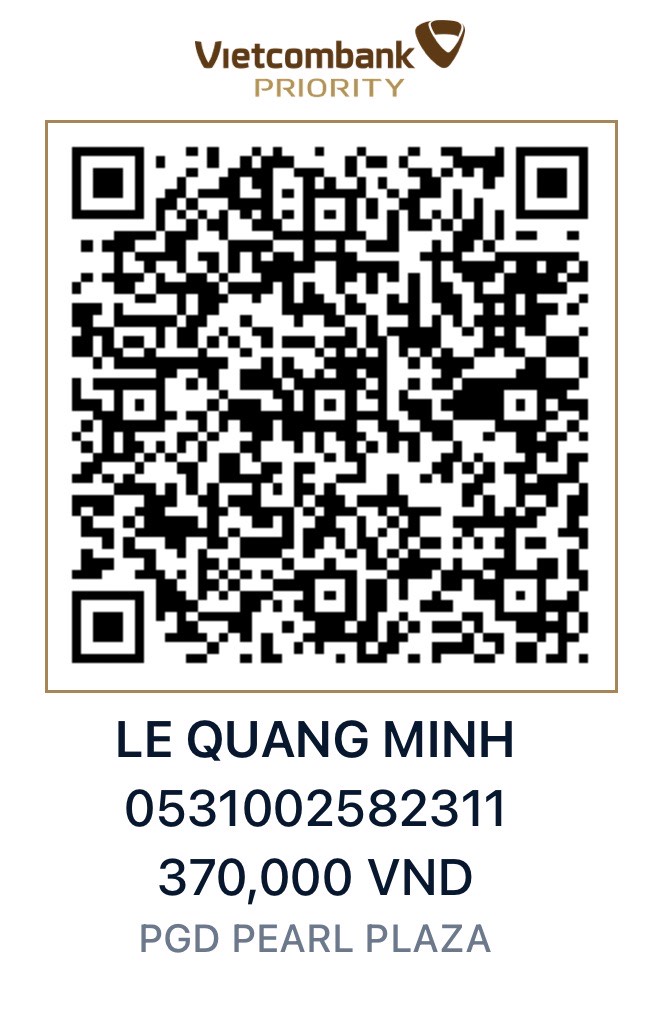 Vietcombank
PRIORITY
LE QUANG MINH
0531002582311
370,000 VND
PGD PEARL PLAZA